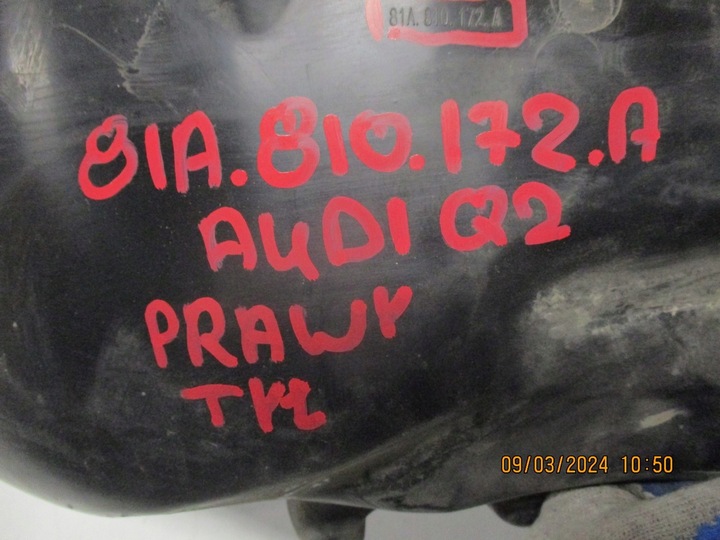 81A.810.172.A
81A.810.172.A
AUDI Q2
PRAWY
TYŁ
09/03/2024 10:50